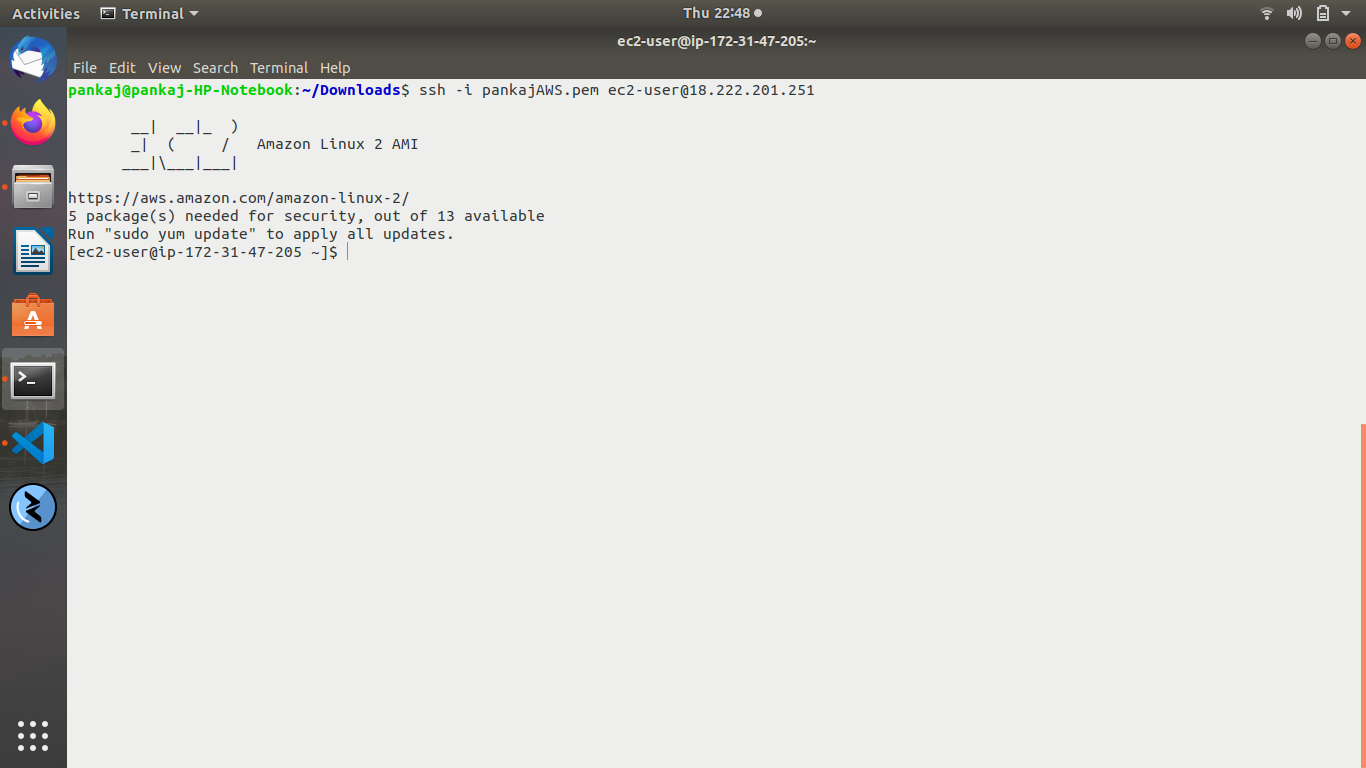 Activities Terminal Thu 22:48
ec2-user@ip-172-31-47-205:~
File Edit View Search Terminal Help
pankaj@pankaj-HP-Notebook:~/Downloads$ ssh -i pankajAWS.pem ec2-user@18.222.201.251
       __|  __|_  )
       _|  (     /   Amazon Linux 2 AMI
      ___|\___|___|
https://aws.amazon.com/amazon-linux-2/
5 package(s) needed for security, out of 13 available
Run "sudo yum update" to apply all updates.
[ec2-user@ip-172-31-47-205 ~]$